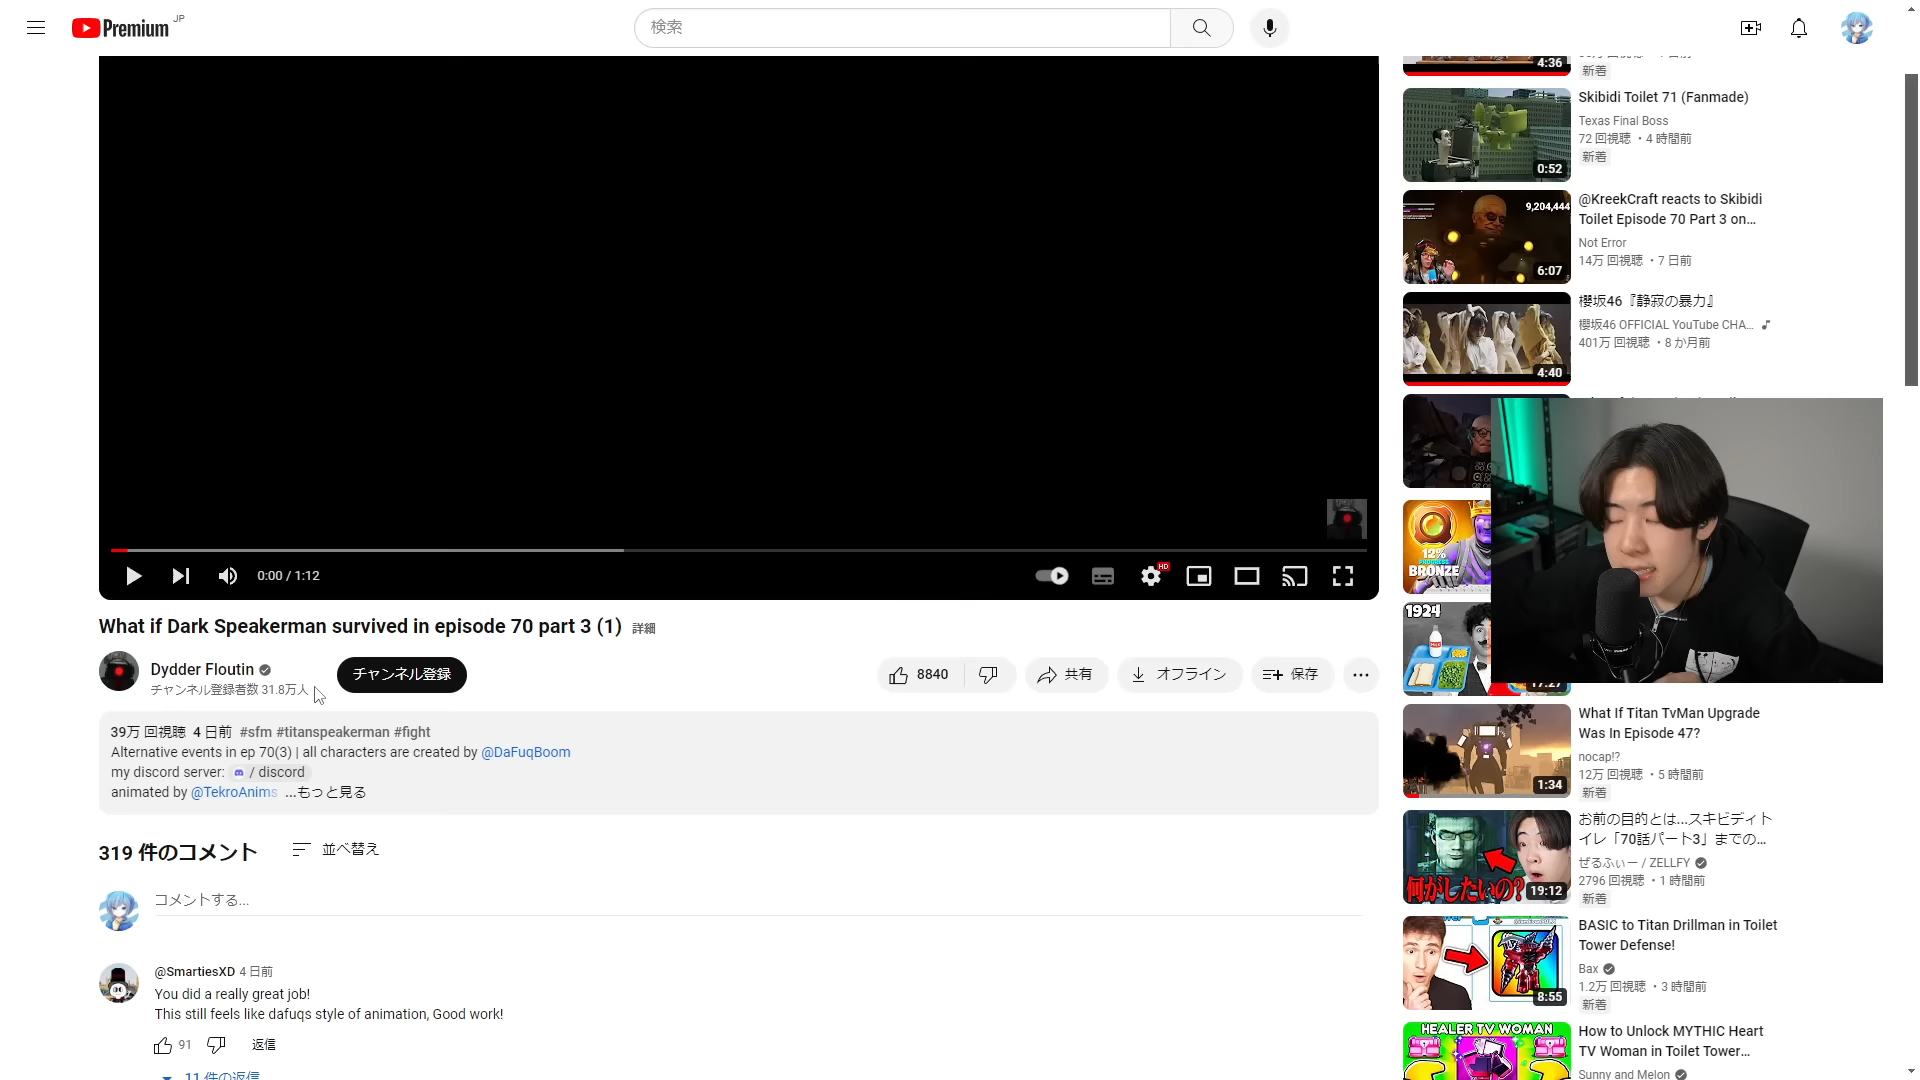 Premium JP
検索
0:00 / 1:12
HD
What if Dark Speakerman survived in episode 70 part 3 (1) 詳細
Dydder Floutin
チャンネル登録者数 31.8万人
チャンネル登録
8840
共有
オフライン
保存
39万 回視聴 4 日前 #sfm #titanspeakerman #fight
Alternative events in ep 70(3) | all characters are created by @DaFuqBoom
my discord server: / discord
animated by @TekroAnims ...もっと見る
319 件のコメント
並べ替え
コメントする...
@SmartiesXD 4 日前
You did a really great job!
This still feels like dafuqs style of animation, Good work!
91
返信
11 件の返信
4:36
新着
0:52
Skibidi Toilet 71 (Fanmade)
Texas Final Boss
72 回視聴 ・4 時間前
新着
9,204,444
6:07
@KreekCraft reacts to Skibidi
Toilet Episode 70 Part 3 on...
Not Error
14万 回視聴 ・7 日前
4:40
櫻坂46『静寂の暴力』
櫻坂46 OFFICIAL YouTube CHA...
401万 回視聴 ・8 か月前
12%
PROGRESS
BRONZE
1924
17:27
1:34
What If Titan TvMan Upgrade
Was In Episode 47?
nocap!?
12万 回視聴 ・5 時間前
新着
何がしたいの?
19:12
お前の目的とは...スキビディト
イレ「70話パート3」までの...
ぜるふぃー / ZELLFY
2796 回視聴 ・1 時間前
新着
8:55
BASIC to Titan Drillman in Toilet
Tower Defense!
Bax
1.2万 回視聴 ・3 時間前
新着
HEALER TV WOMAN
How to Unlock MYTHIC Heart
TV Woman in Toilet Tower...
Sunny and Melon